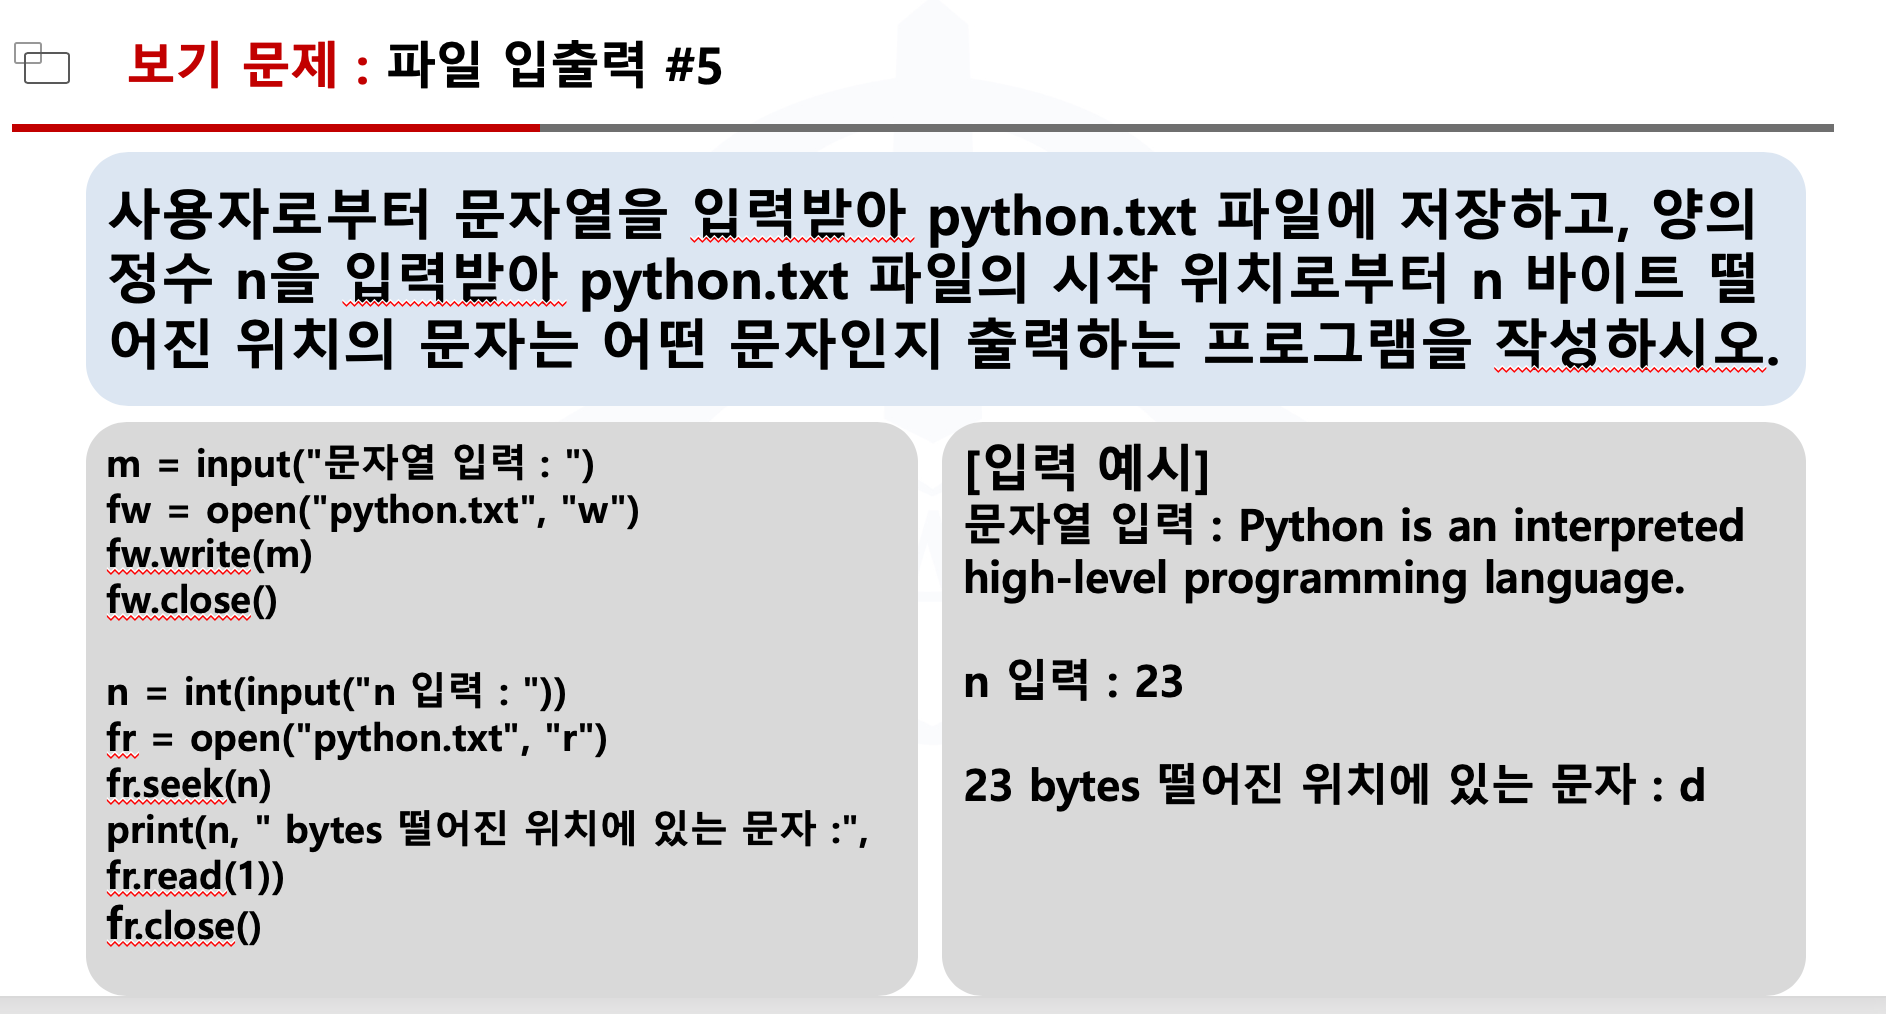 보기 문제 : 파일 입출력 #5
사용자로부터 문자열을 입력받아 python.txt 파일에 저장하고, 양의
정수 n을 입력받아 python.txt 파일의 시작 위치로부터 n 바이트 떨
어진 위치의 문자는 어떤 문자인지 출력하는 프로그램을 작성하시오.
m = input("문자열 입력 : ")
fw = open("python.txt", "w")
fw.write(m)
fw.close()
n = int(input("n 입력 : "))
fr = open("python.txt", "r")
fr.seek(n)
print(n, " bytes 떨어진 위치에 있는 문자 :",
fr.read(1))
fr.close()
[입력 예시]
문자열 입력 : Python is an interpreted
high-level programming language.
n 입력 : 23
23 bytes 떨어진 위치에 있는 문자 : d